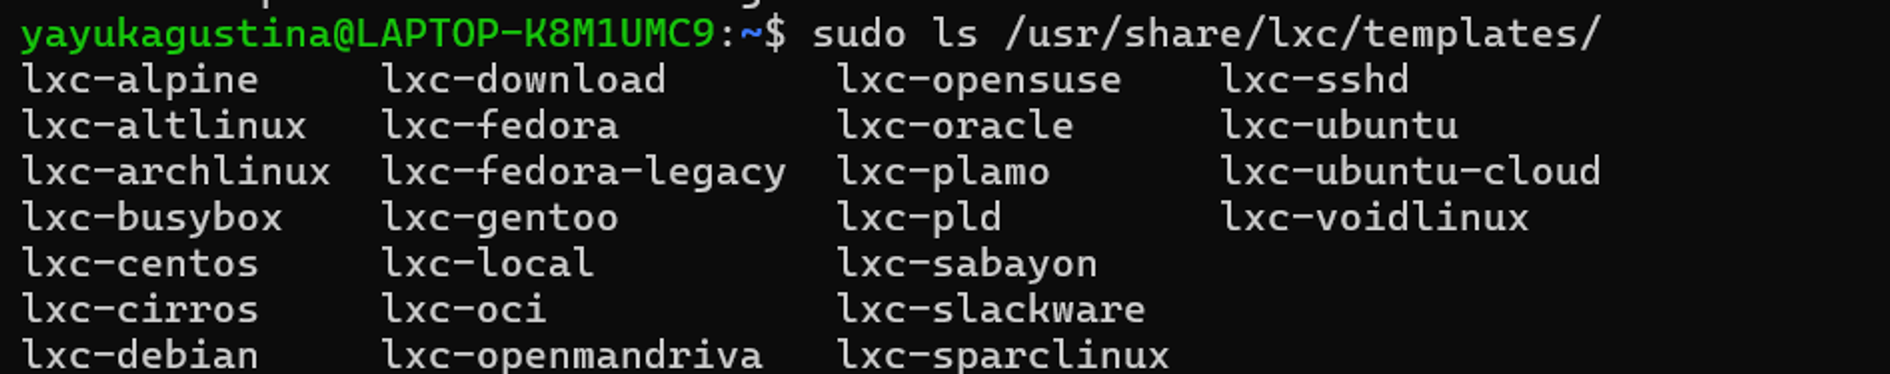 yayukagustina@LAPTOP-K8M1UMC9:~$ sudo ls /usr/share/lxc/templates/
lxc-alpine lxc-download lxc-opensuse lxc-sshd
lxc-altlinux lxc-fedora lxc-oracle lxc-ubuntu
lxc-archlinux lxc-fedora-legacy lxc-plamo lxc-ubuntu-cloud
lxc-busybox lxc-gentoo lxc-pld lxc-voidlinux
lxc-centos lxc-local lxc-sabayon
lxc-cirros lxc-oci lxc-slackware
lxc-debian lxc-openmandriva lxc-sparclinux